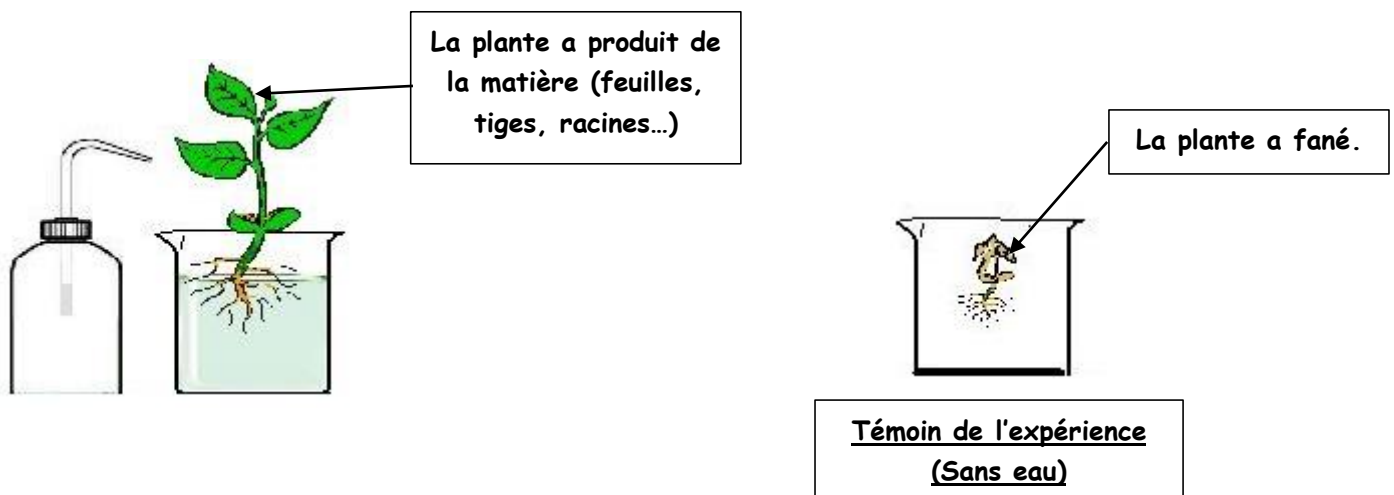 La plante a produit de
la matière (feuilles,
tiges, racines…)
La plante a fané.
Témoin de l’expérience
(Sans eau)